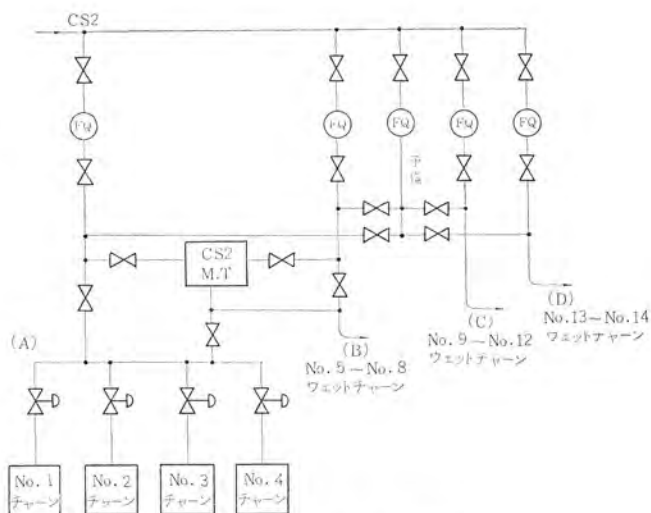 CS2
FQ
FQ
FQ
FQ
FQ
予備
CS2
M.T
(A)
(B)
No.5～No.8
ウェットチャーン
(C)
No.9～No.12
ウェットチャーン
(D)
No.13～No.14
ウェットチャーン
No.1
チャーン
No.2
チャーン
No.3
チャーン
No.4
チャーン